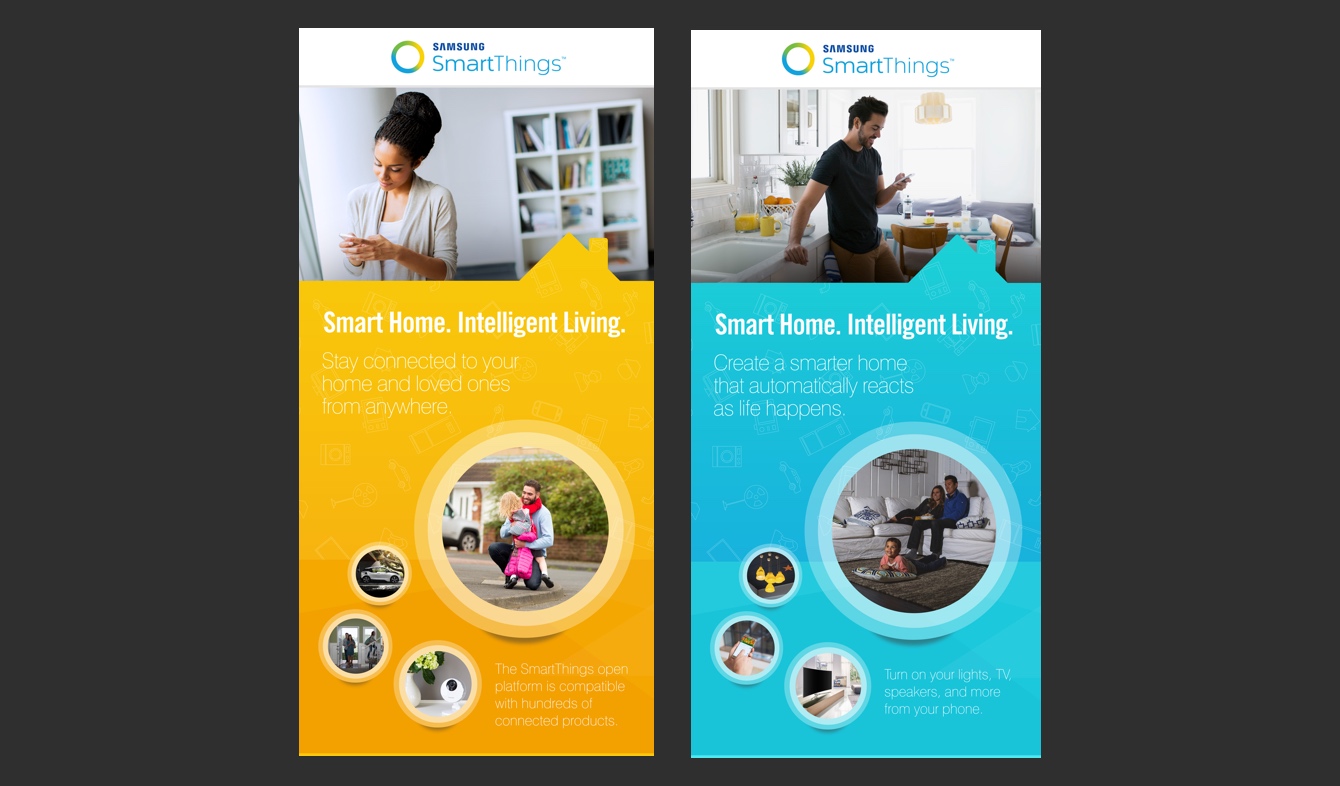 SAMSUNG
SmartThings™
Smart Home. Intelligent Living.
Stay connected to your
home and loved ones
from anywhere.
The SmartThings open
platform is compatible
with hundreds of
connected products.
SAMSUNG
SmartThings™
Smart Home. Intelligent Living.
Create a smarter home
that automatically reacts
as life happens.
Turn on your lights, TV,
speakers, and more
from your phone.